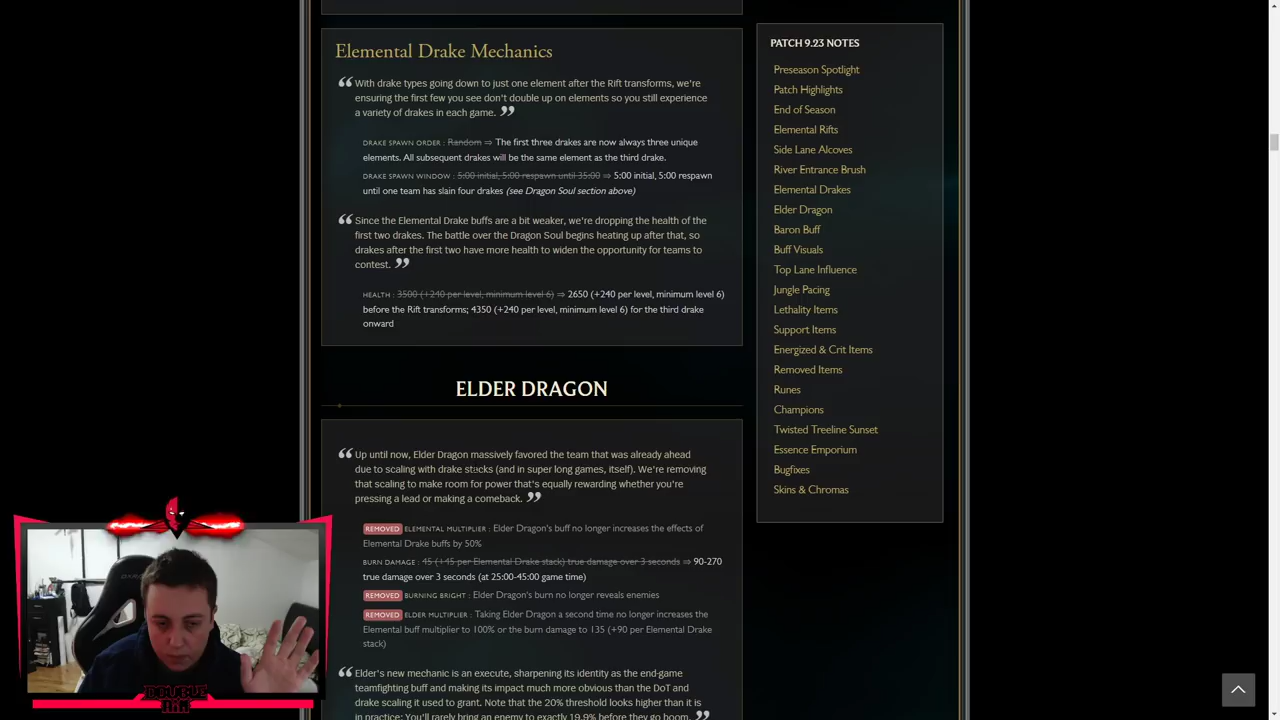 Elemental Drake Mechanics
With drake types going down to just one element after the Rift transforms, we're
ensuring the first few you see don't double up on elements so you still experience
a variety of drakes in each game.
DRAKE SPAWN ORDER : Random ⇒ The first three drakes are now always three unique
elements. All subsequent drakes will be the same element as the third drake.
DRAKE SPAWN WINDOW : 5:00 initial, 5:00 respawn until 35:00 ⇒ 5:00 initial, 5:00 respawn
until one team has slain four drakes (see Dragon Soul section above)
Since the Elemental Drake buffs are a bit weaker, we're dropping the health of the
first two drakes. The battle over the Dragon Soul begins heating up after that, so
drakes after the first two have more health to widen the opportunity for teams to
contest.
HEALTH : 3500 (+240 per level, minimum level 6) ⇒ 2650 (+240 per level, minimum level 6)
before the Rift transforms; 4350 (+240 per level, minimum level 6) for the third drake
onward
ELDER DRAGON
Up until now, Elder Dragon massively favored the team that was already ahead
due to scaling with drake stacks (and in super long games, itself). We're removing
that scaling to make room for power that's equally rewarding whether you're
pressing a lead or making a comeback.
REMOVED ELEMENTAL MULTIPLIER : Elder Dragon's buff no longer increases the effects of
Elemental Drake buffs by 50%
BURN DAMAGE : 45 (+45 per Elemental Drake stack) true damage over 3 seconds ⇒ 90-270
true damage over 3 seconds (at 25:00-45:00 game time)
REMOVED BURNING BRIGHT : Elder Dragon's burn no longer reveals enemies
REMOVED ELDER MULTIPLIER : Taking Elder Dragon a second time no longer increases the
Elemental buff multiplier to 100% or the burn damage to 135 (+90 per Elemental Drake
stack)
Elder's new mechanic is an execute, sharpening its identity as the end-game
teamfighting buff and making its impact much more obvious than the DoT and
drake scaling it used to grant. Note that the 20% threshold looks higher than it is
in practice: You'll rarely bring an enemy to exactly 19.9% before they go boom.
PATCH 9.23 NOTES
Preseason Spotlight
Patch Highlights
End of Season
Elemental Rifts
Side Lane Alcoves
River Entrance Brush
Elemental Drakes
Elder Dragon
Baron Buff
Buff Visuals
Top Lane Influence
Jungle Pacing
Lethality Items
Support Items
Energized & Crit Items
Removed Items
Runes
Champions
Twisted Treeline Sunset
Essence Emporium
Bugfixes
Skins & Chromas